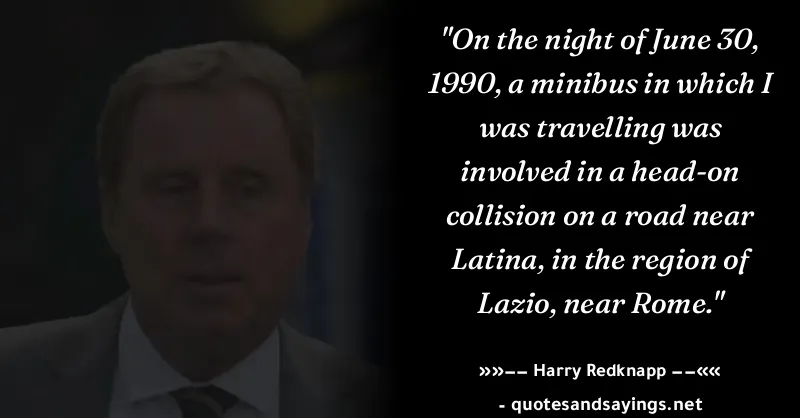 "On the night of June 30,
1990, a minibus in which I
was travelling was
involved in a head-on
collision on a road near
Latina, in the region of
Lazio, near Rome."
»»−− Harry Redknapp −−««
- quotesandsayings.net